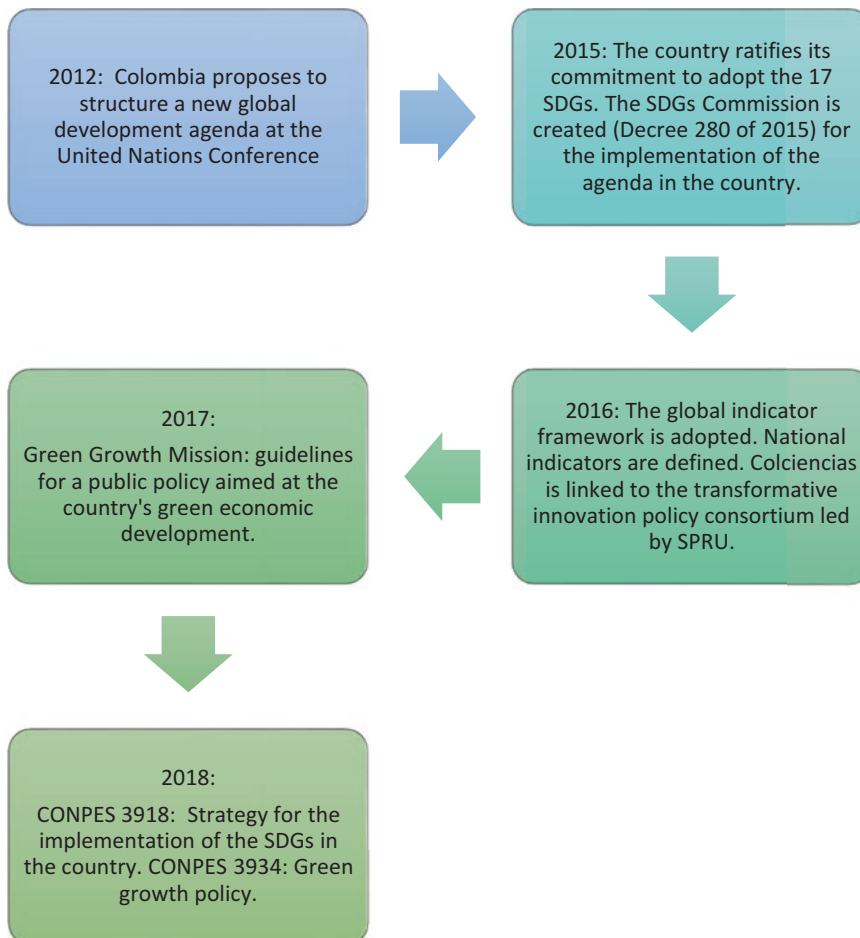 2012: Colombia proposes to
structure a new global
development agenda at the
United Nations Conference
2015: The country ratifies its
commitment to adopt the 17
SDGs. The SDGs Commission is
created (Decree 280 of 2015) for
the implementation of the
agenda in the country.
2016: The global indicator
framework is adopted. National
indicators are defined. Colciencias
is linked to the transformative
innovation policy consortium led
by SPRU.
2017:
Green Growth Mission: guidelines
for a public policy aimed at the
country's green economic
development.
2018:
CONPES 3918: Strategy for the
implementation of the SDGs in
the country. CONPES 3934: Green
growth policy.